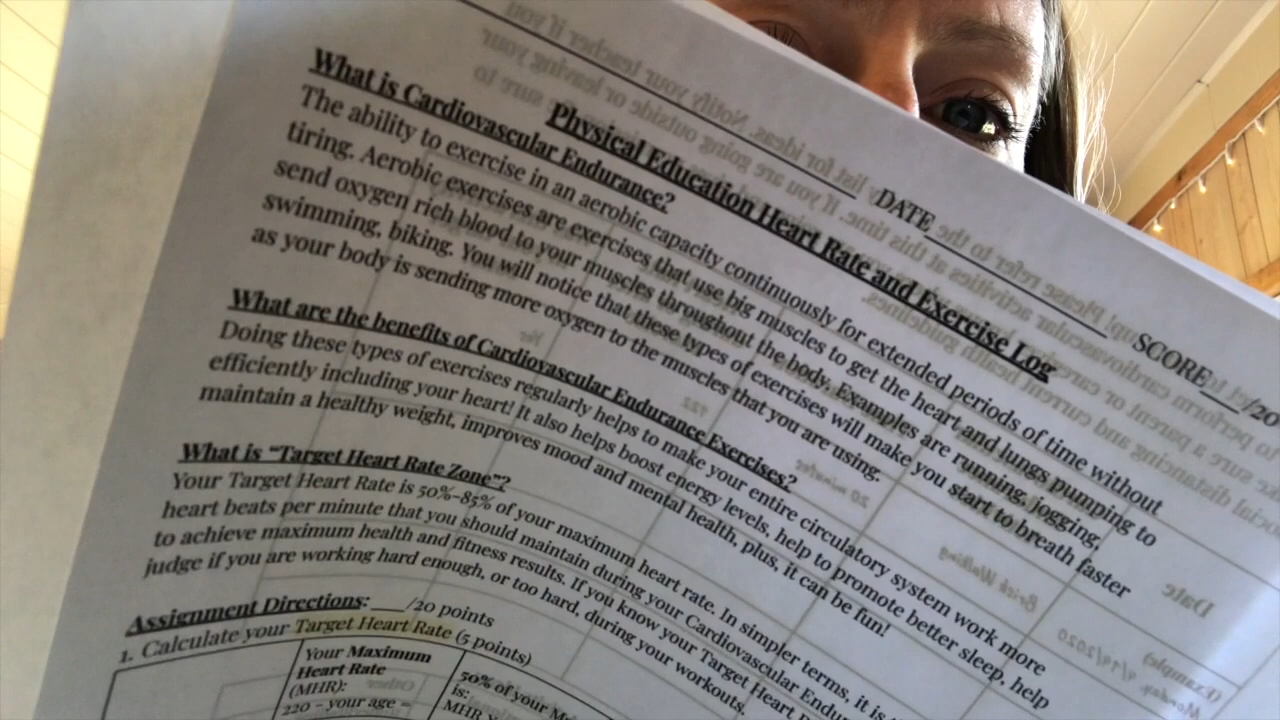 DATE SCORE /20
Physical Education Heart Rate and Exercise Log
What is Cardiovascular Endurance?
The ability to exercise in an aerobic capacity continuously for extended periods of time without
tiring. Aerobic exercises are exercises that use big muscles to get the heart and lungs pumping to
send oxygen rich blood to your muscles throughout the body. Examples are running, jogging,
swimming, biking. You will notice that these types of exercises will make you start to breath faster
as your body is sending more oxygen to the muscles that you are using.
What are the benefits of Cardiovascular Endurance Exercises?
Doing these types of exercises regularly helps to make your entire circulatory system work more
efficiently including your heart! It also helps boost energy levels, help to promote better sleep, help
maintain a healthy weight, improves mood and mental health, plus, it can be fun!
What is "Target Heart Rate Zone"?
Your Target Heart Rate is 50%-85% of your maximum heart rate. In simpler terms, it is
heart beats per minute that you should maintain during your Cardiovascular
to achieve maximum health and fitness results. If you know your Target Heart
judge if you are working hard enough, or too hard, during your workouts.
Assignment Directions: ___/20 points
1. Calculate your Target Heart Rate (5 points)
Your Maximum
Heart Rate
(MHR):
220 - your age =
50% of your
is:
MHR